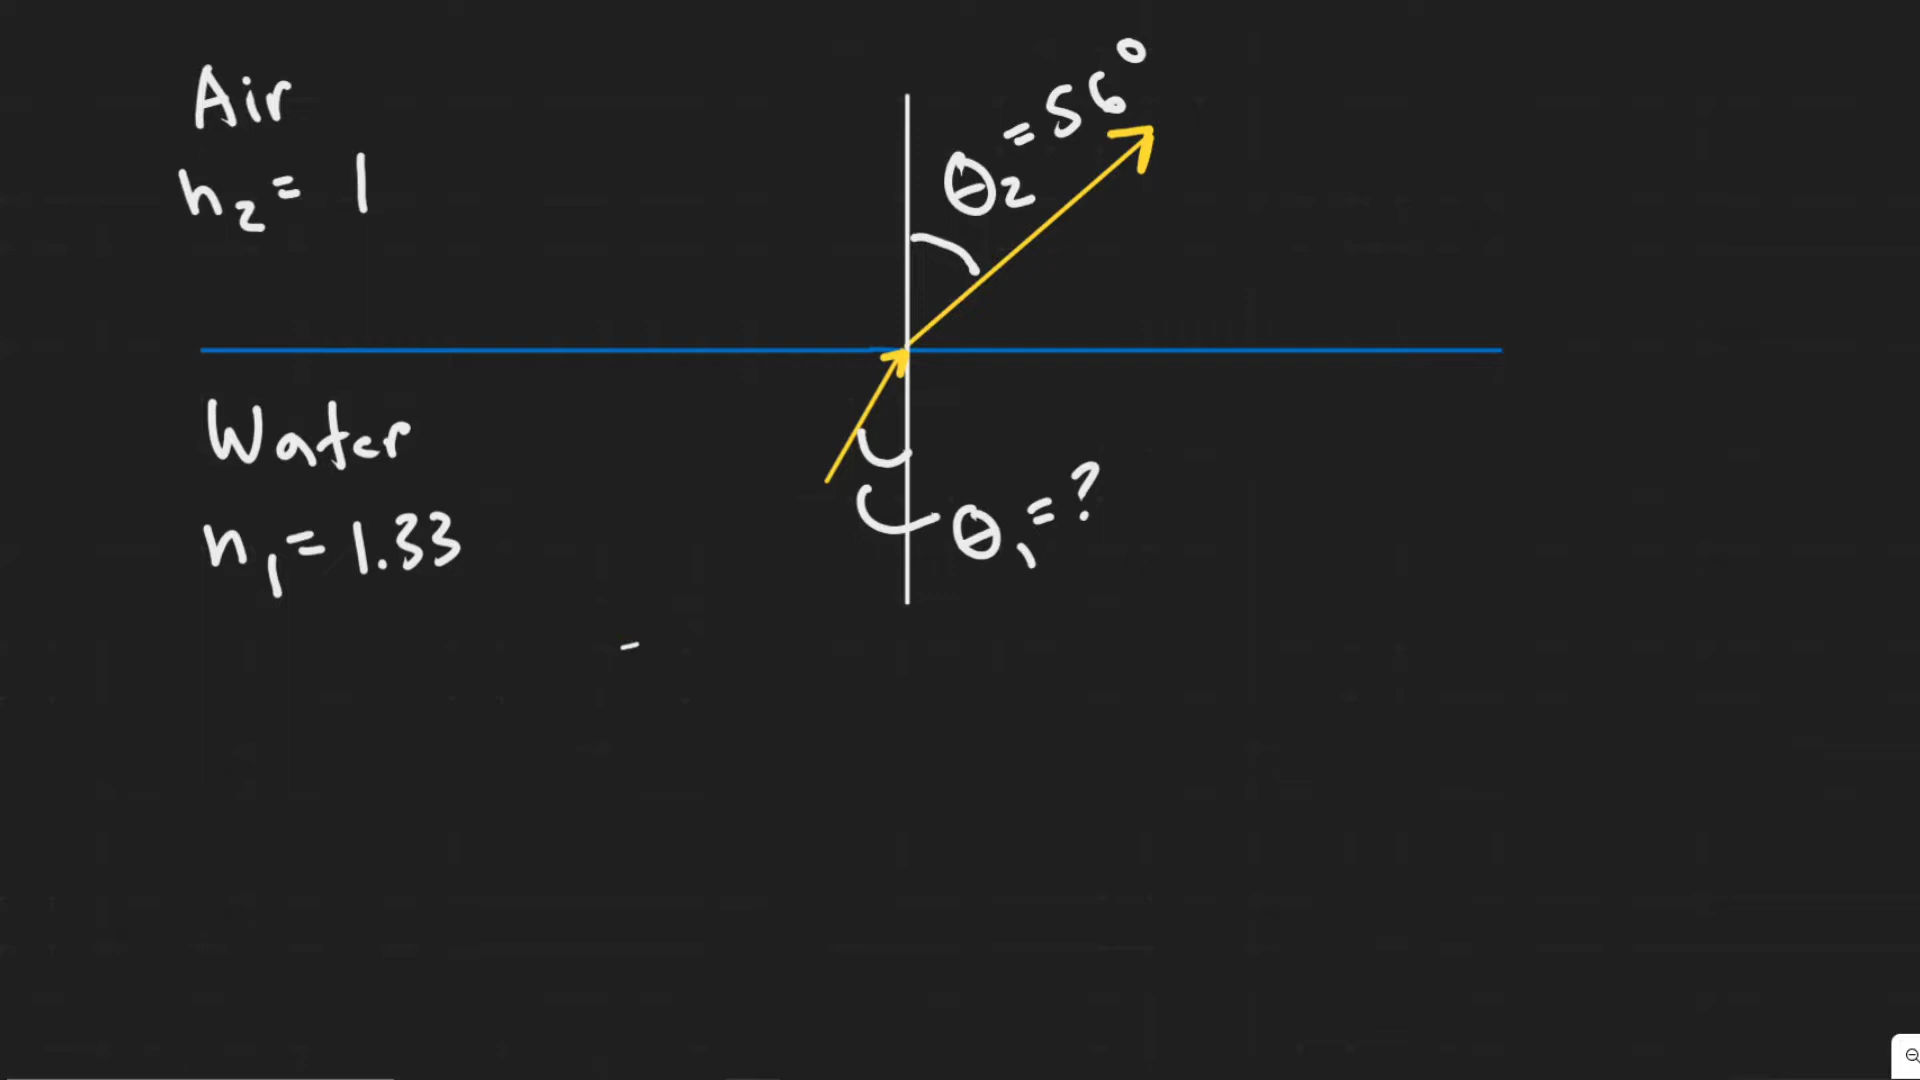 Air
n₂ = 1
θ₂ = 56°
Water
n₁ = 1.33
θ₁ = ?
-